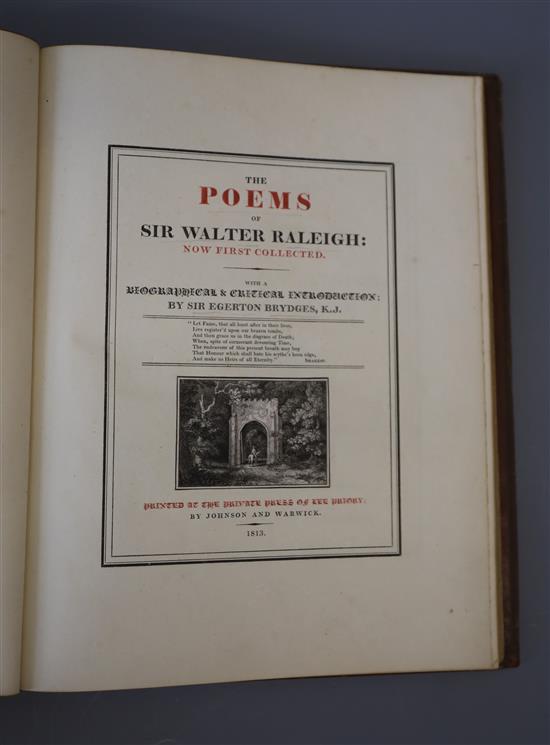 THE
POEMS
OF
SIR WALTER RALEIGH:
NOW FIRST COLLECTED.
WITH A
BIOGRAPHICAL & CRITICAL INTRODUCTION:
BY SIR EGERTON BRYDGES, K.J.
"Let Fame, that all hunt after in their lives,
Live register'd upon our brazen tombs,
And then grace us in the disgrace of Death;
When, spite of cormorant devouring Time,
The endeavour of this present breath may buy
That Honour which shall bate his scythe's keen edge,
And make us Heirs of all Eternity." SHAKESP.
PRINTED AT THE PRIVATE PRESS OF LEE PRIORY;
BY JOHNSON AND WARWICK.
1813.